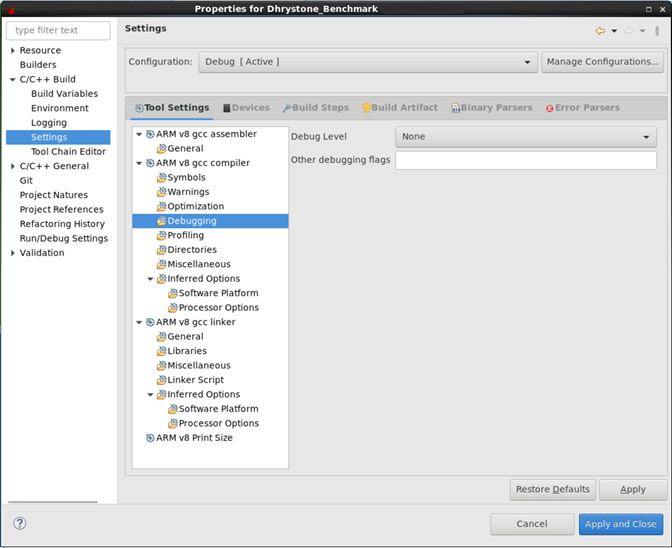 Properties for Dhrystone_Benchmark
type filter text
Resource
Builders
C/C++ Build
Build Variables
Environment
Logging
Settings
Tool Chain Editor
C/C++ General
Git
Project Natures
Project References
Refactoring History
Run/Debug Settings
Validation
Settings
Configuration: Debug [ Active ] Manage Configurations...
Tool Settings Devices Build Steps Build Artifact Binary Parsers Error Parsers
ARM v8 gcc assembler
General
ARM v8 gcc compiler
Symbols
Warnings
Optimization
Debugging
Profiling
Directories
Miscellaneous
Inferred Options
Software Platform
Processor Options
ARM v8 gcc linker
General
Libraries
Miscellaneous
Linker Script
Inferred Options
Software Platform
Processor Options
ARM v8 Print Size
Debug Level None
Other debugging flags
Restore Defaults Apply
? Cancel Apply and Close